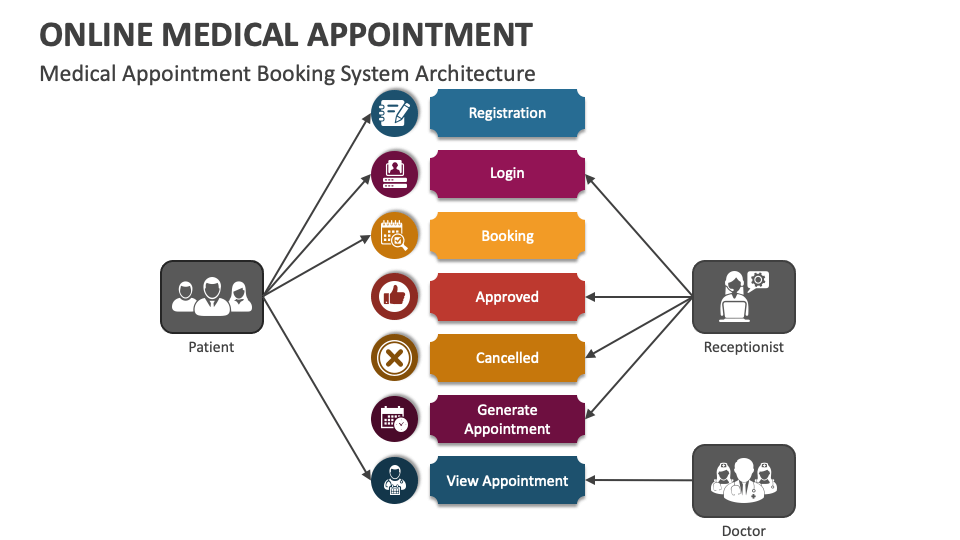 ONLINE MEDICAL APPOINTMENT
Medical Appointment Booking System Architecture
Registration
Login
Booking
Approved
Cancelled
Generate
Appointment
View Appointment
Patient
Receptionist
Doctor